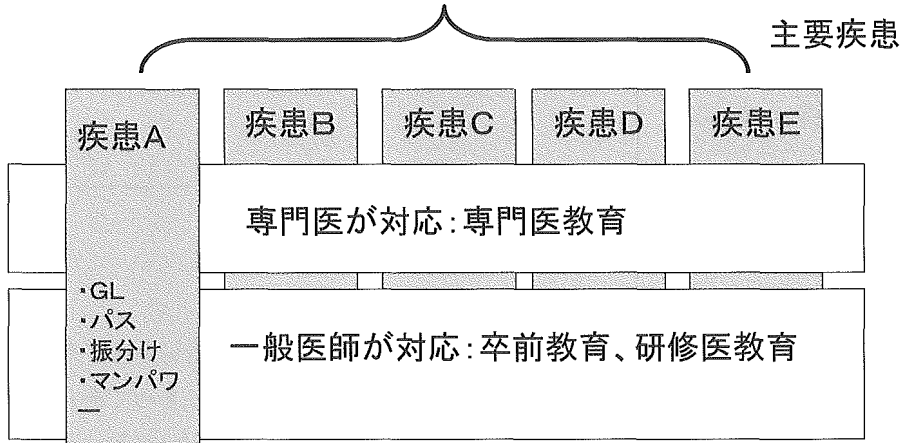 主要疾患
疾患A
疾患B
疾患C
疾患D
疾患E
専門医が対応:専門医教育
・GL
・パス
・振分け
・マンパワ
ー
一般医師が対応:卒前教育、研修医教育